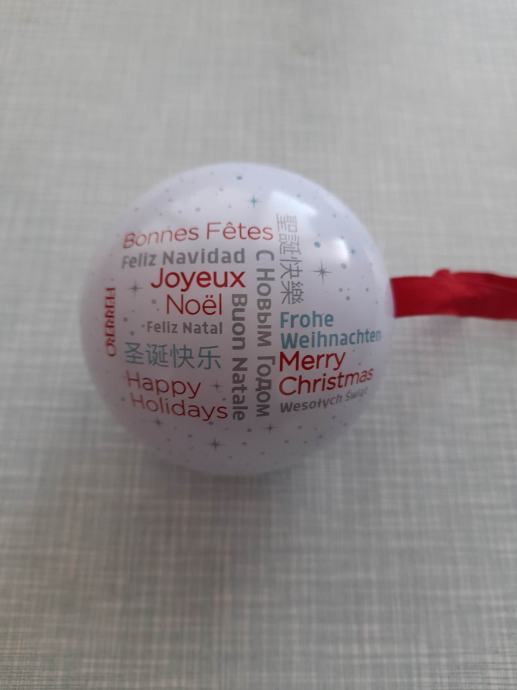 Bonnes Fêtes
Feliz Navidad
Joyeux
Noël
Feliz Natal
圣诞快乐
Happy
Holidays
Buon Natale
С Новым Годом
聖誕快樂
Frohe
Weihnachten
Merry
Christmas
Wesołych Świąt